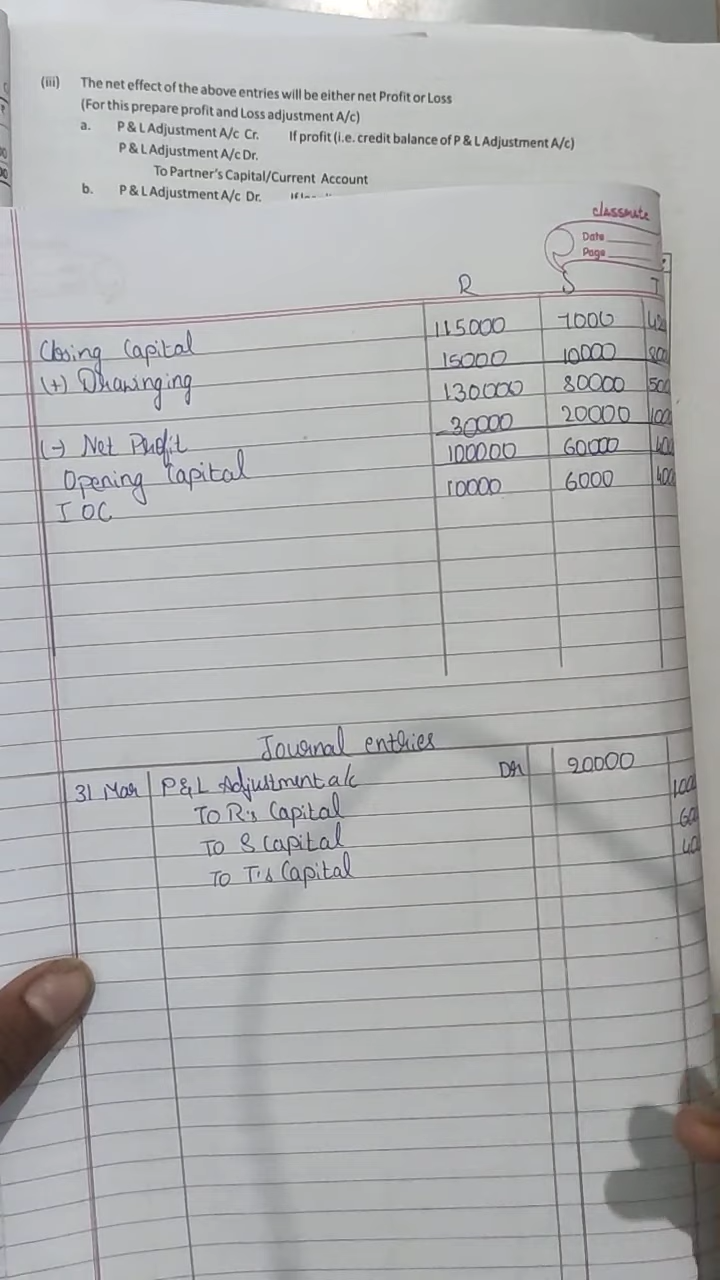 (iii) The net effect of the above entries will be either net Profit or Loss
(For this prepare profit and Loss adjustment A/c)
a. P & L Adjustment A/c Cr. If profit (i.e. credit balance of P & L Adjustment A/c)
P & L Adjustment A/c Dr.
To Partner's Capital/Current Account
b. P & L Adjustment A/c Dr.
classmate
Date
Page
R S T
Closing Capital 115000 7000
(+) Drawinging 15000 10000
130000 80000
(-) Net Profit 30000 20000
Opening Capital 100000 60000
IOC 10000 6000
Journal entries
31 Mar P&L Adjustment a/c Dr 20000
To R's Capital
To S Capital
To T's Capital